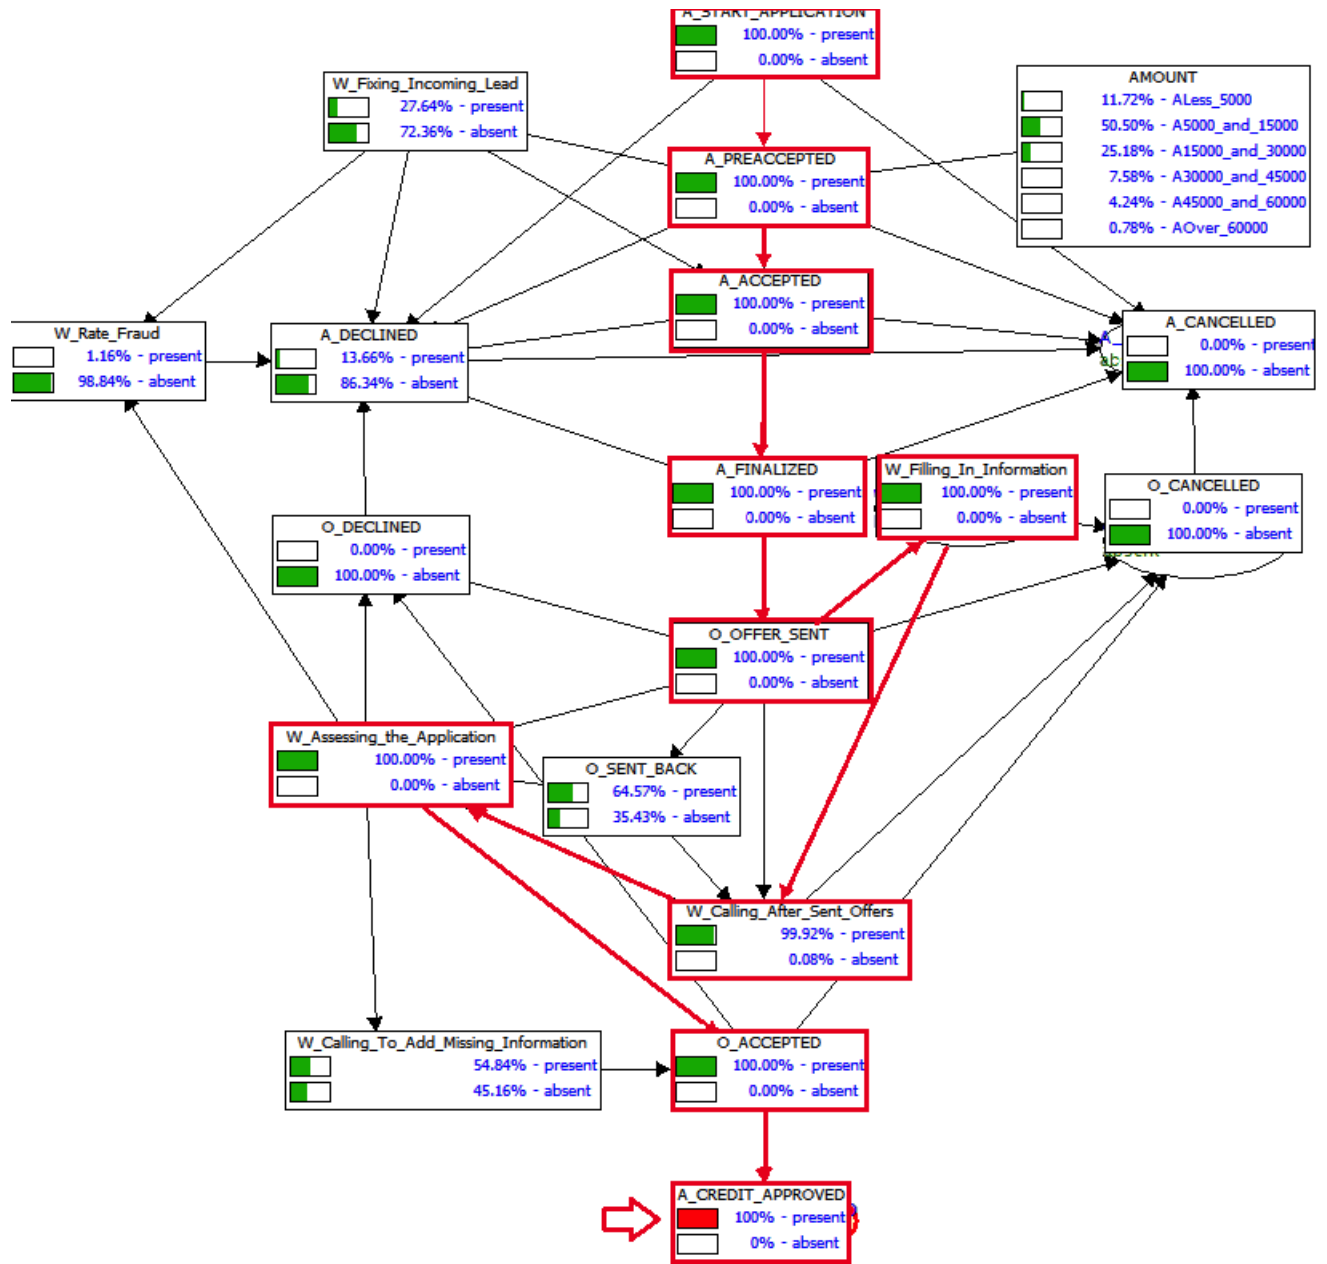 A_START_APPLICATION
100.00% - present
0.00% - absent
W_Fixing_Incoming_Lead
27.64% - present
72.36% - absent
AMOUNT
11.72% - ALess_5000
50.50% - A5000_and_15000
25.18% - A15000_and_30000
7.58% - A30000_and_45000
4.24% - A45000_and_60000
0.78% - AOver_60000
A_PREACCEPTED
100.00% - present
0.00% - absent
A_ACCEPTED
100.00% - present
0.00% - absent
W_Rate_Fraud
1.16% - present
98.84% - absent
A_DECLINED
13.66% - present
86.34% - absent
A_CANCELLED
0.00% - present
100.00% - absent
A_FINALIZED
100.00% - present
0.00% - absent
W_Filling_In_Information
100.00% - present
0.00% - absent
O_CANCELLED
0.00% - present
100.00% - absent
O_DECLINED
0.00% - present
100.00% - absent
O_OFFER_SENT
100.00% - present
0.00% - absent
W_Assessing_the_Application
100.00% - present
0.00% - absent
O_SENT_BACK
64.57% - present
35.43% - absent
W_Calling_After_Sent_Offers
99.92% - present
0.08% - absent
W_Calling_To_Add_Missing_Information
54.84% - present
45.16% - absent
O_ACCEPTED
100.00% - present
0.00% - absent
A_CREDIT_APPROVED
100% - present
0% - absent